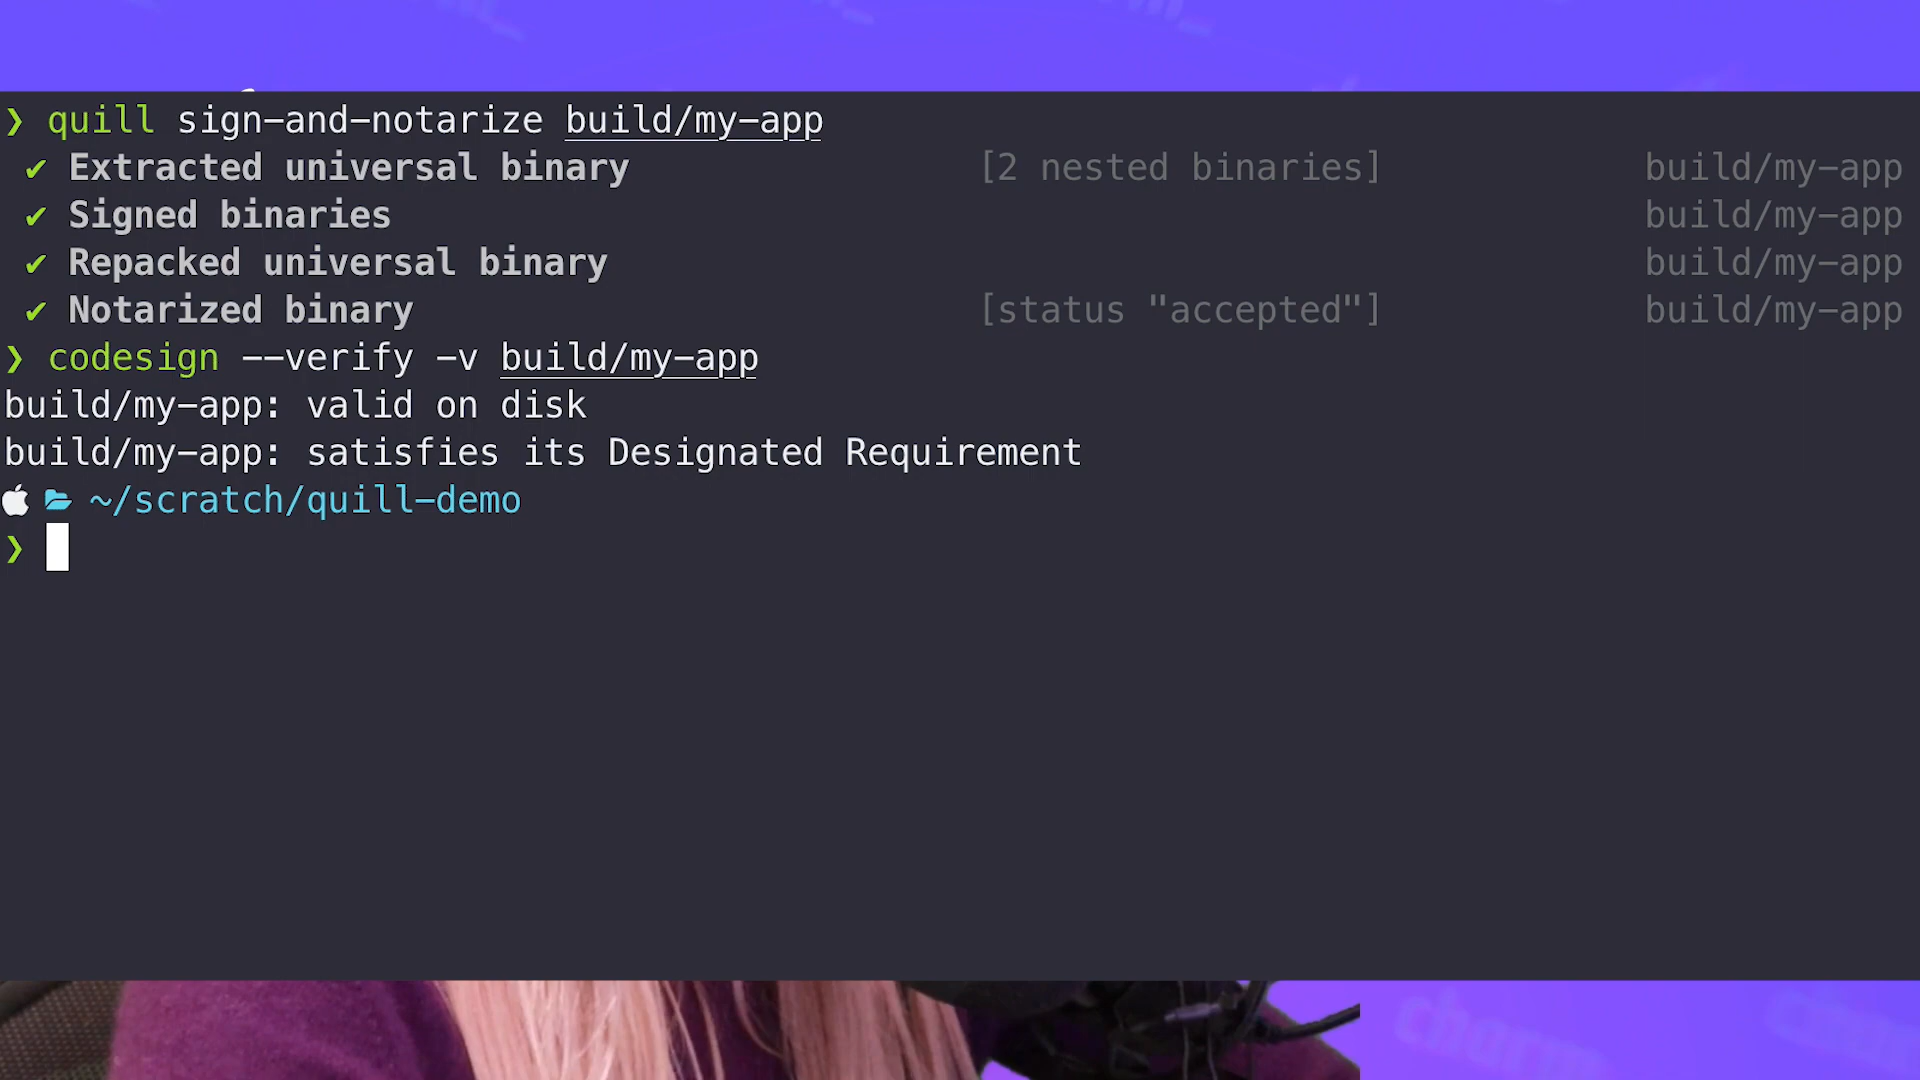 ❯ quill sign-and-notarize build/my-app
✔ Extracted universal binary [2 nested binaries] build/my-app
✔ Signed binaries build/my-app
✔ Repacked universal binary build/my-app
✔ Notarized binary [status "accepted"] build/my-app
❯ codesign --verify -v build/my-app
build/my-app: valid on disk
build/my-app: satisfies its Designated Requirement
~/scratch/quill-demo
❯
charm